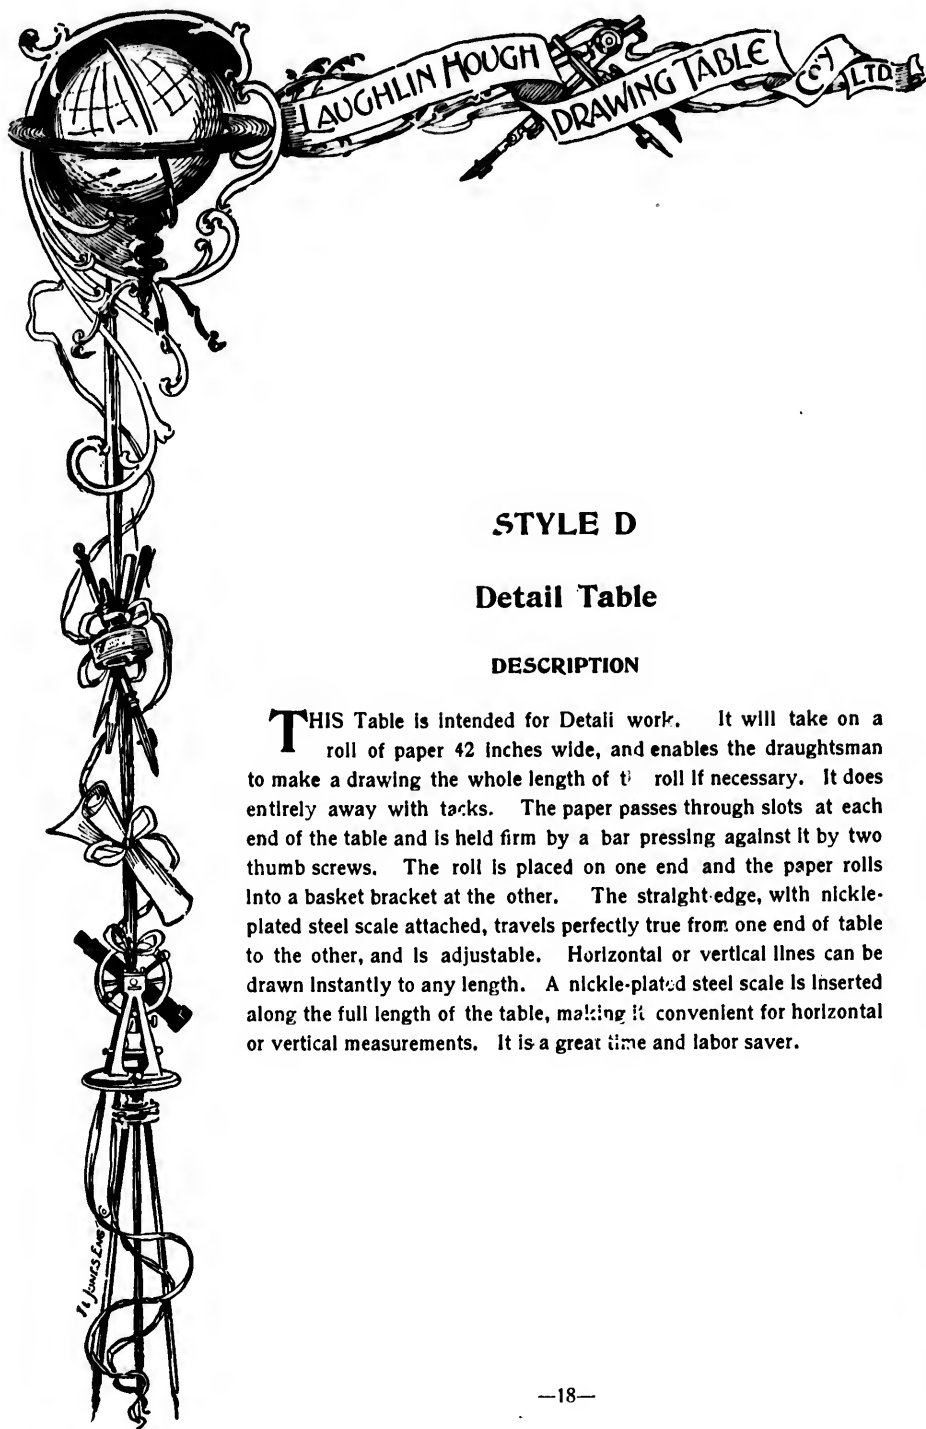 LAUGHLIN HOUGH DRAWING TABLE CO'Y LTD.
STYLE D
Detail Table
DESCRIPTION
THIS Table is intended for Detail work. It will take on a
roll of paper 42 inches wide, and enables the draughtsman
to make a drawing the whole length of roll if necessary. It does
entirely away with tacks. The paper passes through slots at each
end of the table and is held firm by a bar pressing against it by two
thumb screws. The roll is placed on one end and the paper rolls
into a basket bracket at the other. The straight-edge, with nickle-
plated steel scale attached, travels perfectly true from one end of table
to the other, and is adjustable. Horizontal or vertical lines can be
drawn instantly to any length. A nickle-plated steel scale is inserted
along the full length of the table, making it convenient for horizontal
or vertical measurements. It is a great time and labor saver.
JONES ENG Co
—18—